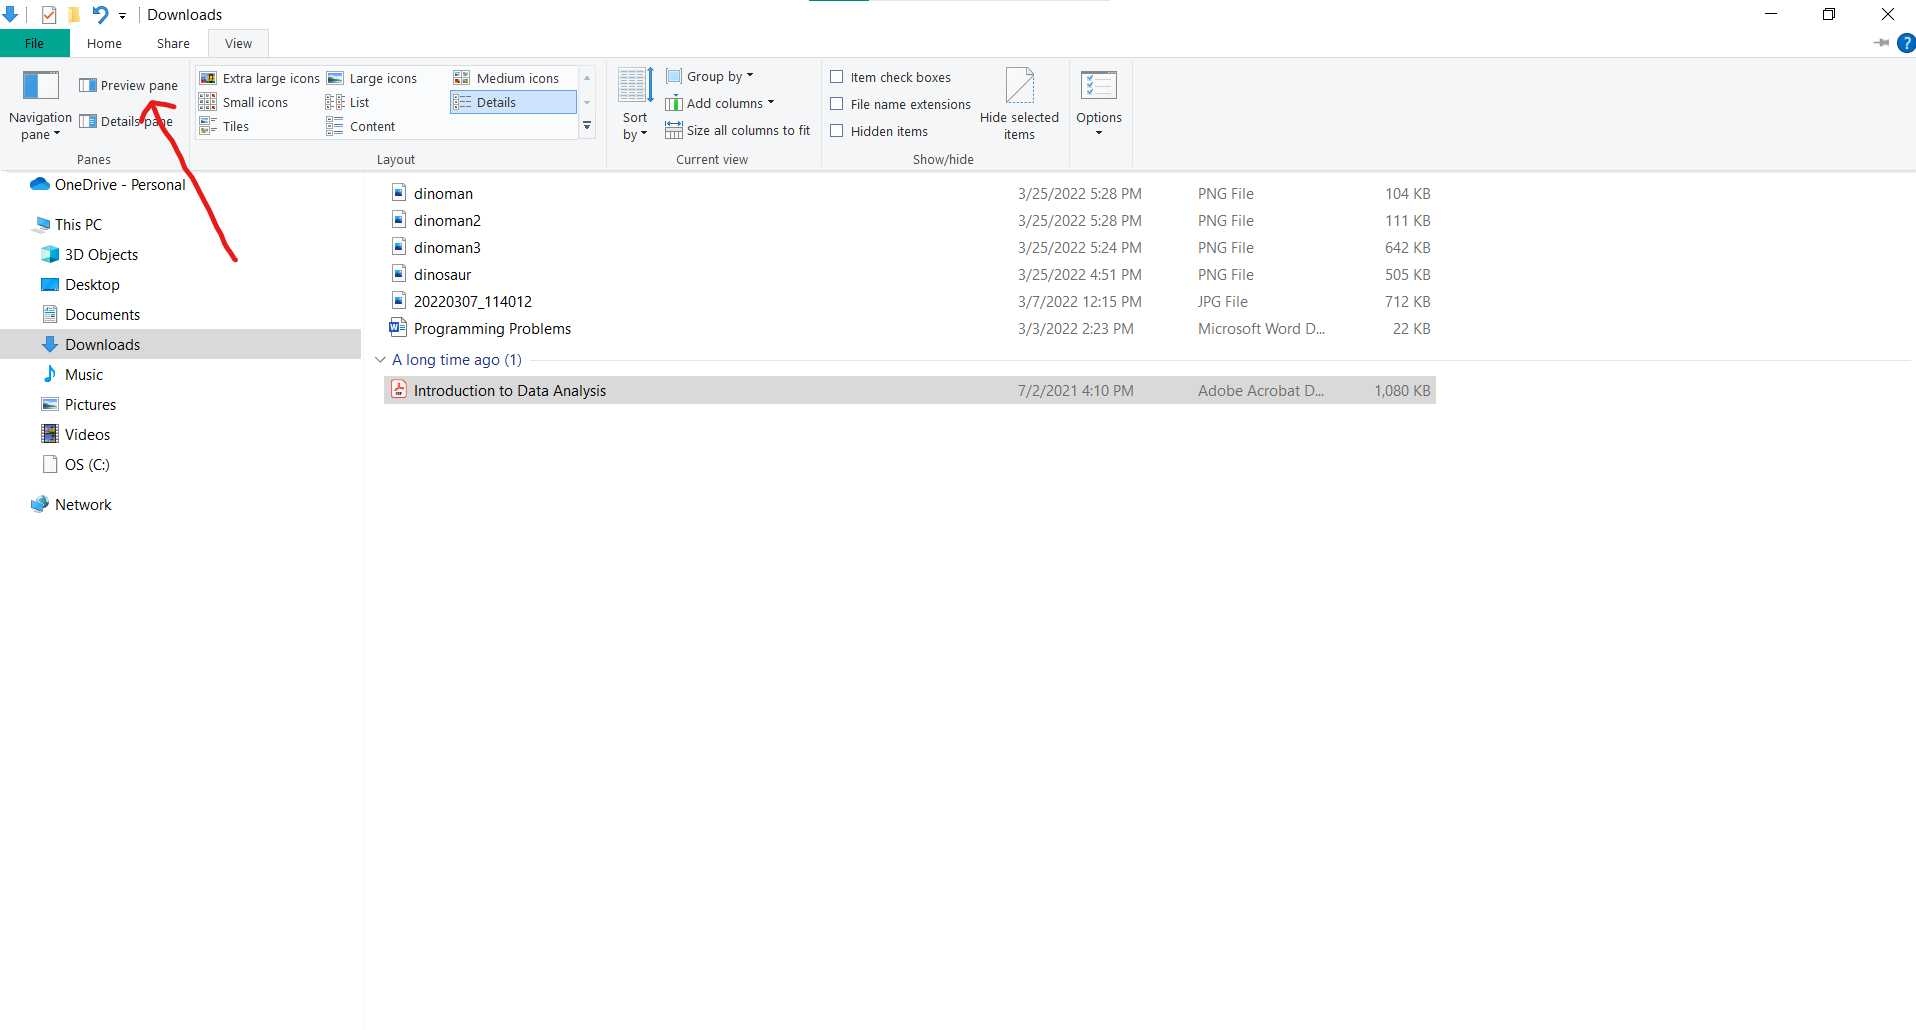 Downloads
File Home Share View
?
Navigation pane
Preview pane
Details pane
Panes
Extra large icons Large icons Medium icons
Small icons List Details
Tiles Content
Layout
Sort by
Group by
Add columns
Size all columns to fit
Current view
Item check boxes
File name extensions
Hidden items
Hide selected items
Show/hide
Options
OneDrive - Personal
This PC
3D Objects
Desktop
Documents
Downloads
Music
Pictures
Videos
OS (C:)
Network
dinoman 3/25/2022 5:28 PM PNG File 104 KB
dinoman2 3/25/2022 5:28 PM PNG File 111 KB
dinoman3 3/25/2022 5:24 PM PNG File 642 KB
dinosaur 3/25/2022 4:51 PM PNG File 505 KB
20220307_114012 3/7/2022 12:15 PM JPG File 712 KB
Programming Problems 3/3/2022 2:23 PM Microsoft Word D... 22 KB
A long time ago (1)
Introduction to Data Analysis 7/2/2021 4:10 PM Adobe Acrobat D... 1,080 KB